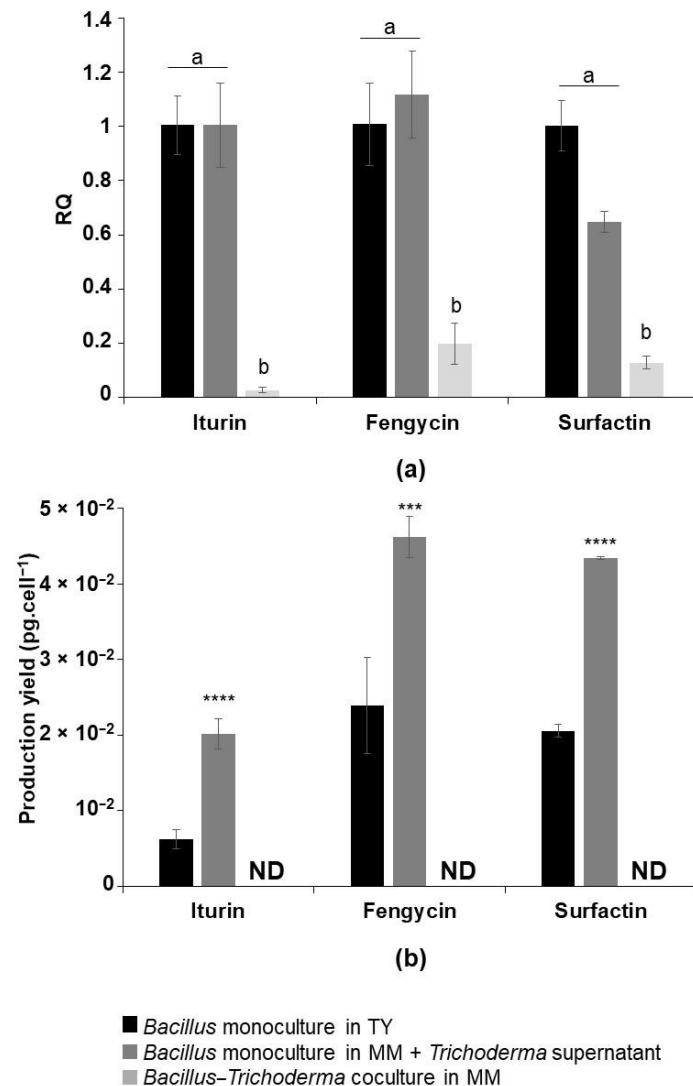 1.4
1.2
1
0.8
0.6
0.4
0.2
0
RQ
a
a
a
b
b
b
Iturin Fengycin Surfactin
(a)
5 × 10⁻²
4 × 10⁻²
3 × 10⁻²
2 × 10⁻²
10⁻²
0
Production yield (pg.cell⁻¹)
****
***
****
ND ND ND
Iturin Fengycin Surfactin
(b)
Bacillus monoculture in TY
Bacillus monoculture in MM + Trichoderma supernatant
Bacillus–Trichoderma coculture in MM